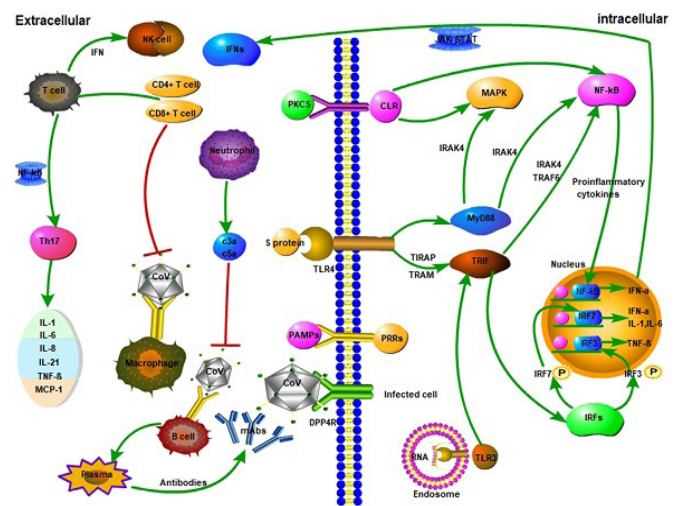 Extracellular
intracellular
NK cell
IFNs
JAK-STAT
IFN
T cell
CD4+ T cell
CD8+ T cell
PKCS
CLR
MAPK
NF-kB
IRAK4
IRAK4
IRAK4
TRAF6
Neutrophil
NF-kB
Proinflammatory
cytokines
MyD88
Th17
c3a
c5a
S protein
TLR4
TIRAP
TRAM
TRIF
Nucleus
CoV
NF-kB
IFN-a
IRF7
IFN-a
IL-1,IL-6
IRF3
TNF-ß
IL-1
IL-6
IL-8
IL-21
TNF-ß
MCP-1
Macrophage
PAMPs
PRRs
CoV
CoV
IRF7
P
IRF3
P
Infected cell
DPP4R
IRFs
B cell
mAbs
RNA
TLR3
Plasma
Antibodies
Endosome